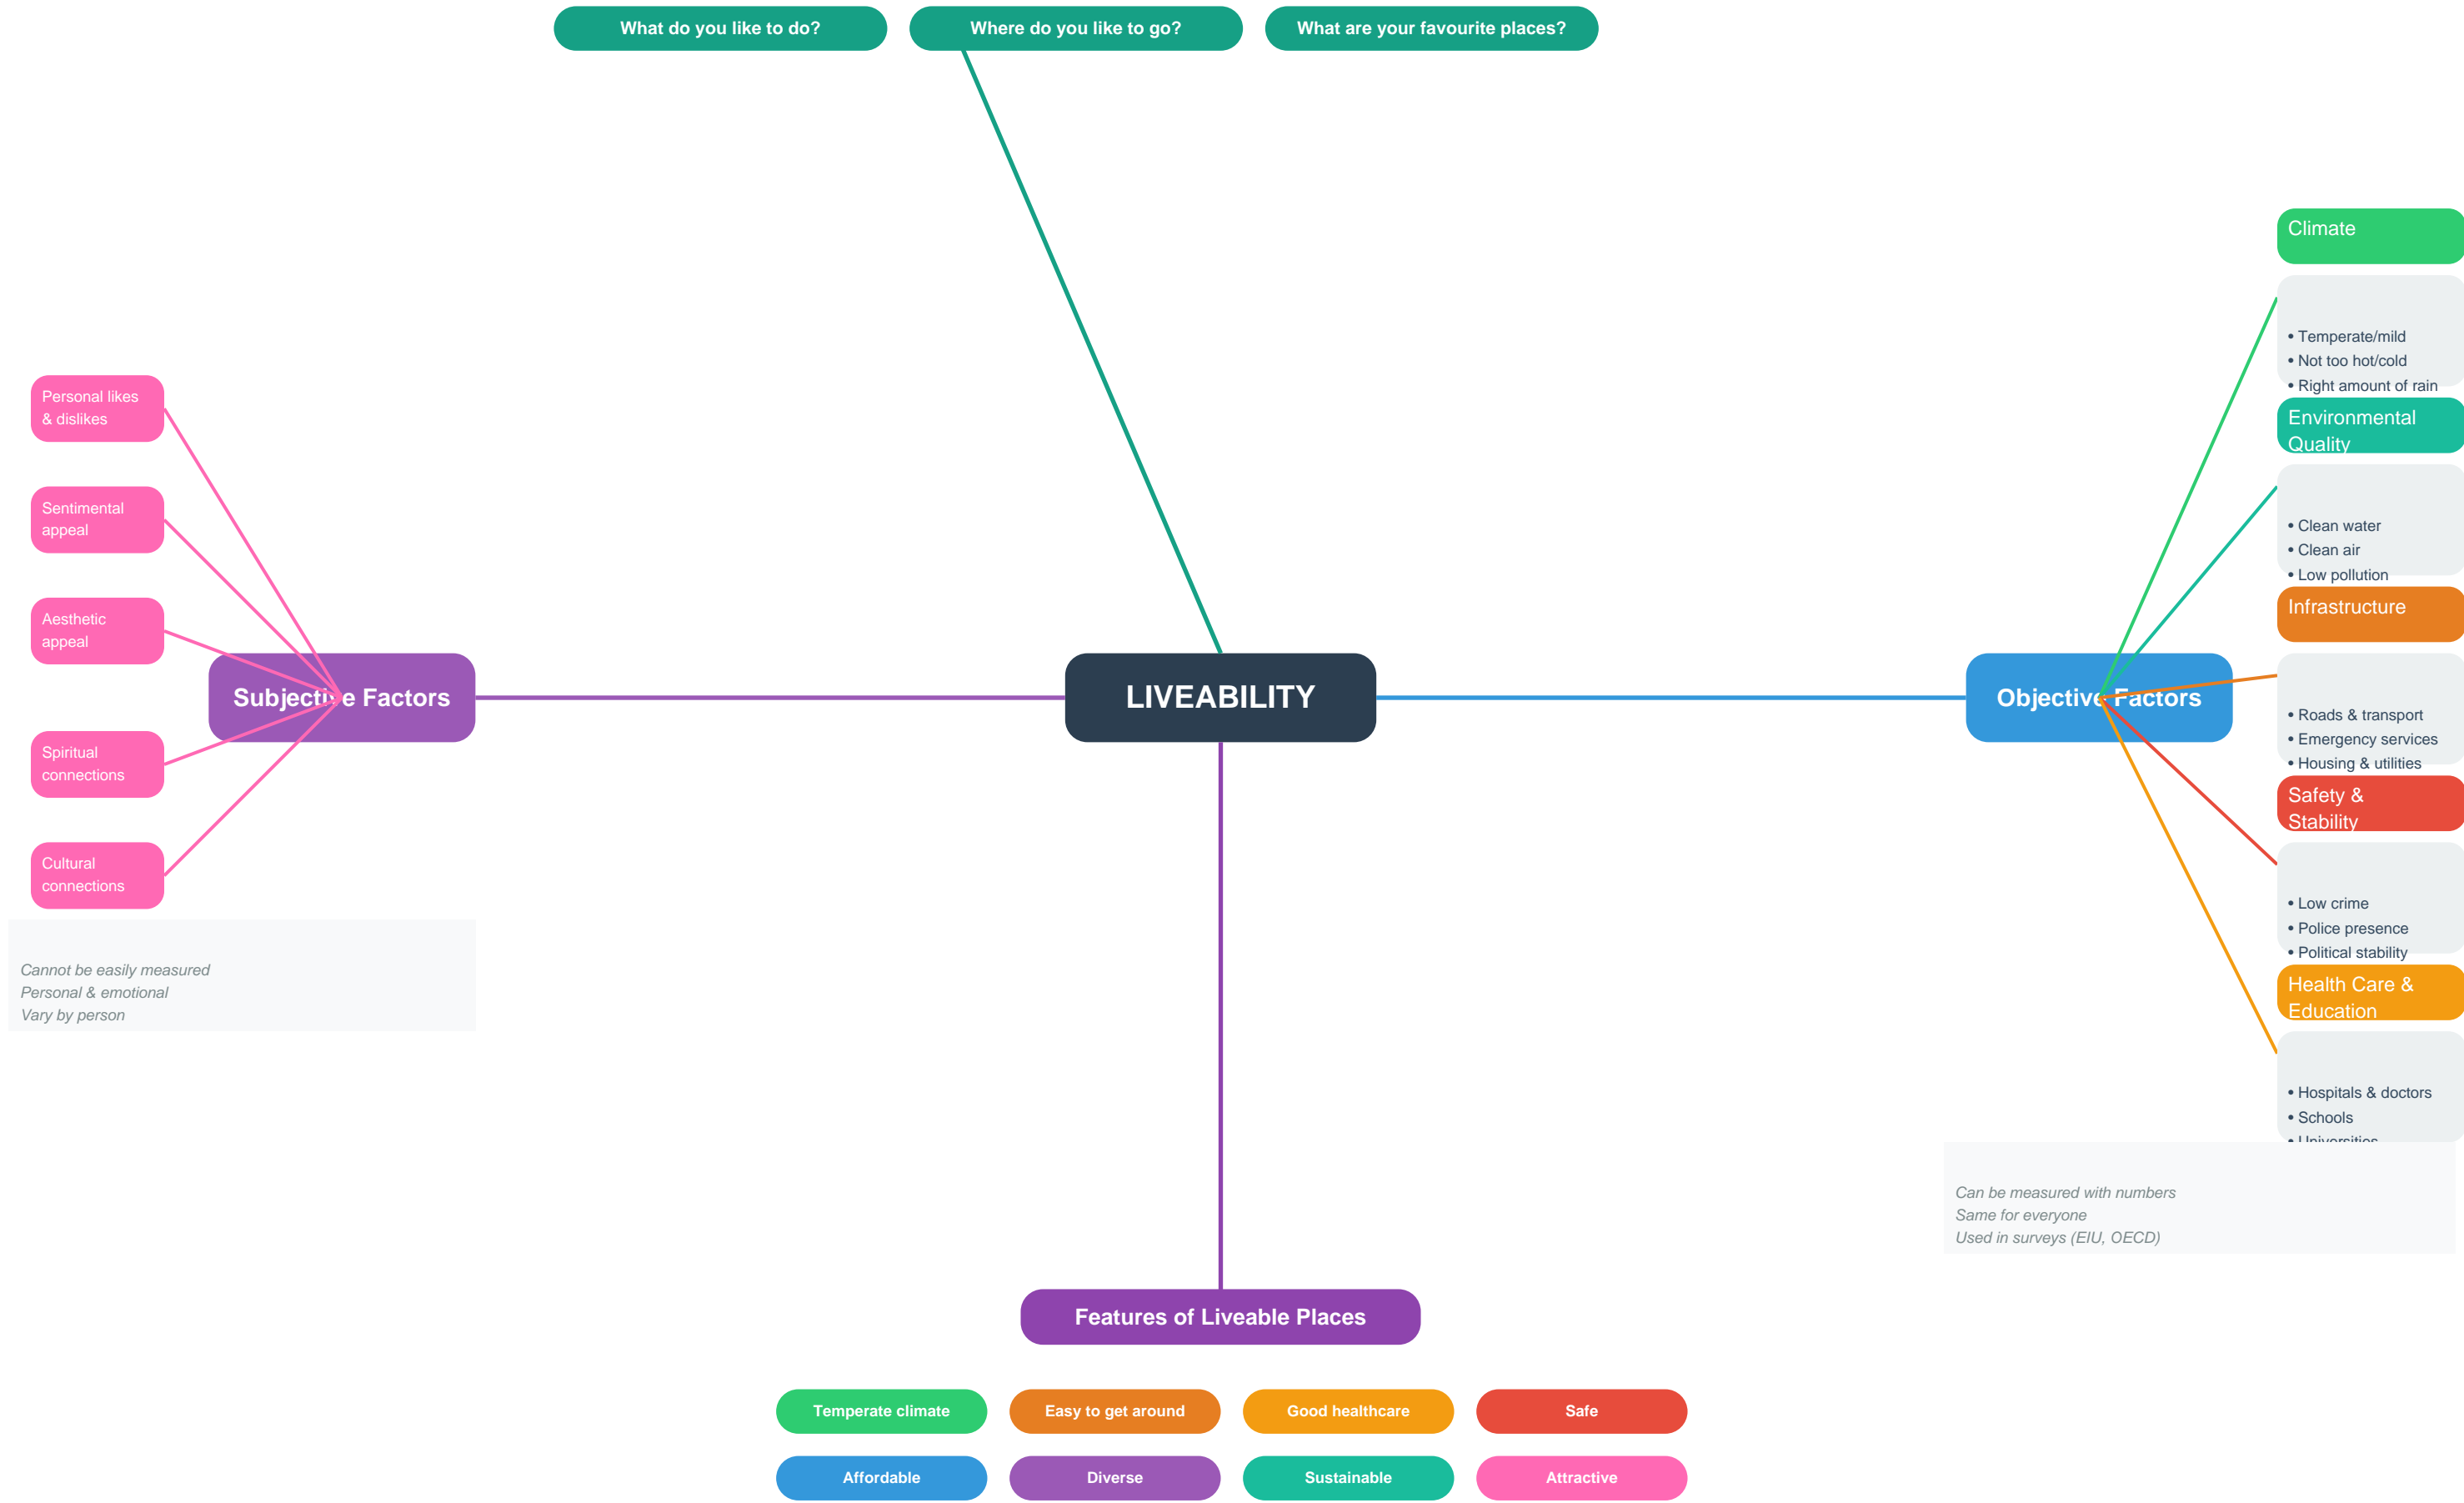 What do you like to do?
Where do you like to go?
What are your favourite places?
Climate
• Temperate/mild
• Not too hot/cold
• Right amount of rain
Environmental
Quality
• Clean water
• Clean air
• Low pollution
Infrastructure
• Roads & transport
• Emergency services
• Housing & utilities
Safety &
Stability
• Low crime
• Police presence
• Political stability
Health Care &
Education
• Hospitals & doctors
• Schools
• Universities
Personal likes
& dislikes
Sentimental
appeal
Aesthetic
appeal
Spiritual
connections
Cultural
connections
Subjective Factors
LIVEABILITY
Objective Factors
Cannot be easily measured
Personal & emotional
Vary by person
Can be measured with numbers
Same for everyone
Used in surveys (EIU, OECD)
Features of Liveable Places
Temperate climate
Easy to get around
Good healthcare
Safe
Affordable
Diverse
Sustainable
Attractive